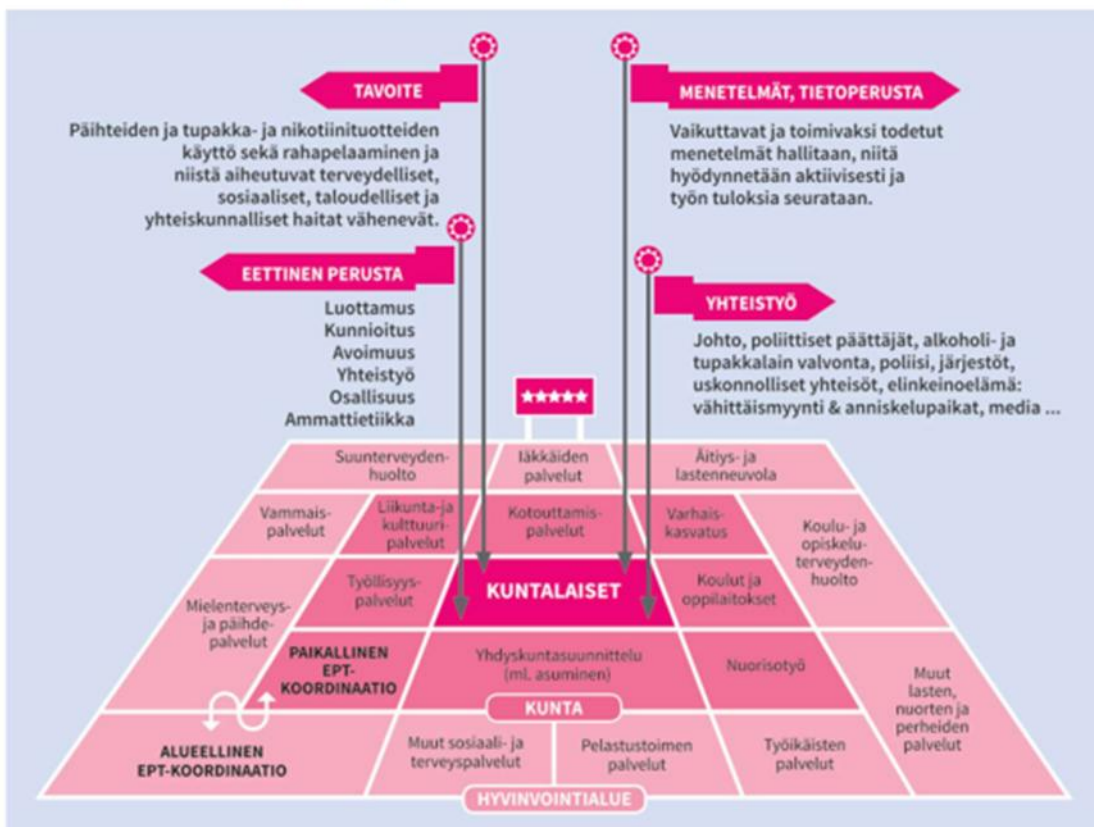 TAVOITE
Päihteiden ja tupakka- ja nikotiinituotteiden
käyttö sekä rahapelaaminen ja
niistä aiheutuvat terveydelliset,
sosiaaliset, taloudelliset ja
yhteiskunnalliset haitat vähenevät.
MENETELMÄT, TIETOPERUSTA
Vaikuttavat ja toimivaksi todetut
menetelmät hallitaan, niitä
hyödynnetään aktiivisesti ja
työn tuloksia seurataan.
EETTINEN PERUSTA
Luottamus
Kunnioitus
Avoimuus
Yhteistyö
Osallisuus
Ammattietiikka
YHTEISTYÖ
Johto, poliittiset päättäjät, alkoholi- ja
tupakkalain valvonta, poliisi, järjestöt,
uskonnolliset yhteisöt, elinkeinoelämä:
vähittäismyynti & anniskelupaikat, media ...
Suunterveyden-
huolto
Iäkkäiden
palvelut
Äitiys- ja
lastenneuvola
Vammais-
palvelut
Liikunta-ja
kulttuuri-
palvelut
Kotouttamis-
palvelut
Varhais-
kasvatus
Koulu- ja
opiskelu-
terveyden-
huolto
Mielenterveys-
ja päihde-
palvelut
Työllisyys-
palvelut
KUNTALAISET
Koulut ja
oppilaitokset
PAIKALLINEN
EPT-
KOORDINAATIO
Yhdyskuntasuunnittelu
(ml. asuminen)
Nuorisotyö
Muut
lasten,
nuorten ja
perheiden
palvelut
KUNTA
ALUEELLINEN
EPT-KOORDINAATIO
Muut sosiaali- ja
terveyspalvelut
Pelastustoimen
palvelut
Työikäisten
palvelut
HYVINVOINTIALUE